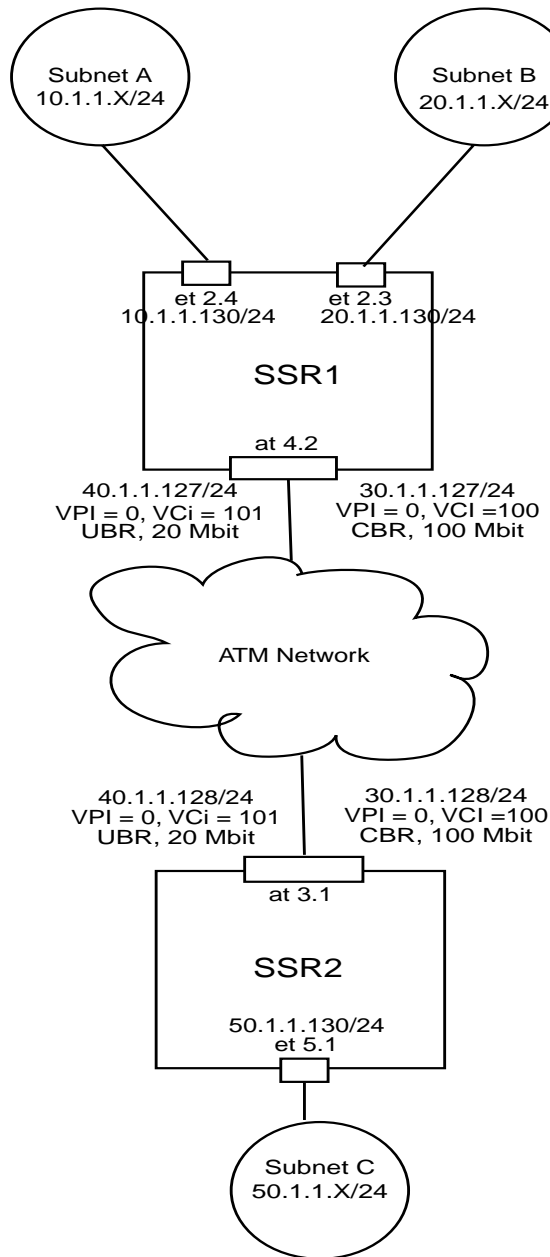 Subnet A
10.1.1.X/24
Subnet B
20.1.1.X/24
et 2.4
10.1.1.130/24
et 2.3
20.1.1.130/24
SSR1
at 4.2
40.1.1.127/24
VPI = 0, VCi = 101
UBR, 20 Mbit
30.1.1.127/24
VPI = 0, VCI =100
CBR, 100 Mbit
ATM Network
40.1.1.128/24
VPI = 0, VCi = 101
UBR, 20 Mbit
30.1.1.128/24
VPI = 0, VCI =100
CBR, 100 Mbit
at 3.1
SSR2
50.1.1.130/24
et 5.1
Subnet C
50.1.1.X/24